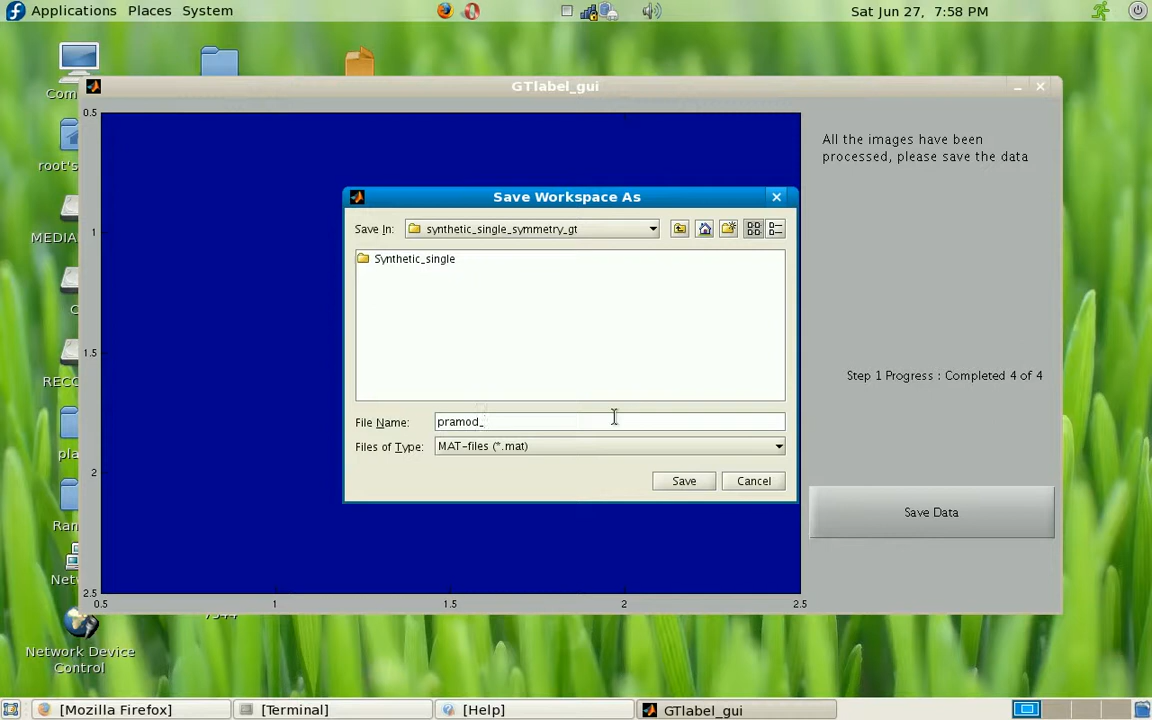 Applications Places System
Sat Jun 27, 7:58 PM
GTlabel_gui
All the images have been
processed, please save the data
Save Workspace As
Save In: synthetic_single_symmetry_gt
Synthetic_single
File Name: pramod_
Files of Type: MAT-files (*.mat)
Save Cancel
Step 1 Progress : Completed 4 of 4
Save Data
0.5
1
1.5
2
2.5
0.5 1 1.5 2 2.5
root's
Network Device
Control
[Mozilla Firefox] [Terminal] [Help] GTlabel_gui